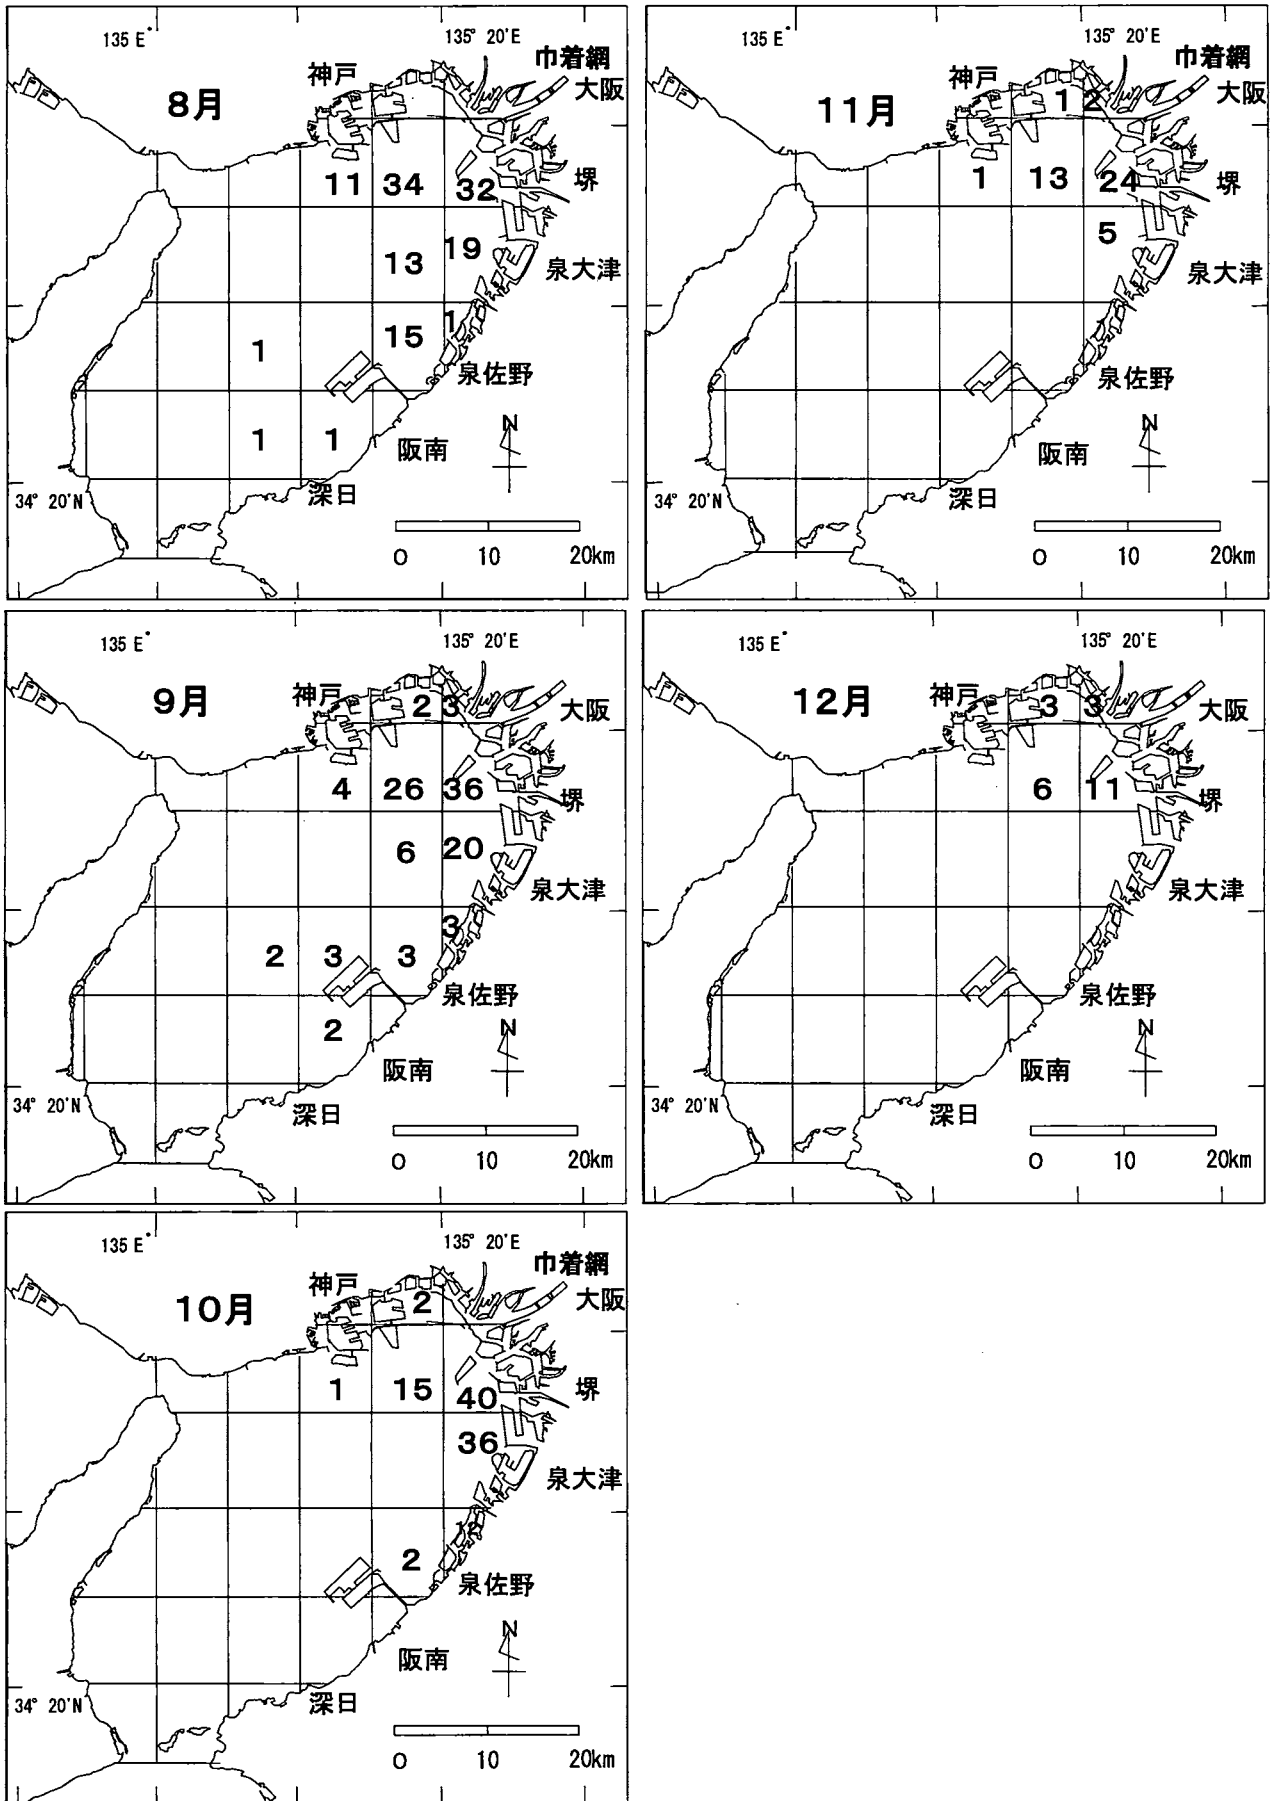 135 E°
135° 20'E
巾着網
神戸
8月
大阪
11 34 32
堺
13 19
泉大津
1 15 1
泉佐野
1 1
阪南
N
34° 20'N
深日
0 10 20km
135 E°
135° 20'E
巾着網
神戸
11月
大阪
1 2
1 13 24
堺
5
泉大津
泉佐野
阪南
N
34° 20'N
深日
0 10 20km
135 E°
135° 20'E
9月
神戸
2 3
大阪
4 26 36
堺
6 20
泉大津
3
2 3 3
泉佐野
2
N
阪南
34° 20'N
深日
0 10 20km
135 E°
135° 20'E
12月
神戸
3 3
大阪
6 11
堺
泉大津
泉佐野
N
阪南
34° 20'N
深日
0 10 20km
135 E°
135° 20'E
巾着網
神戸
10月
2
大阪
1 15 40
堺
36
泉大津
12
2
泉佐野
N
阪南
34° 20'N
深日
0 10 20km